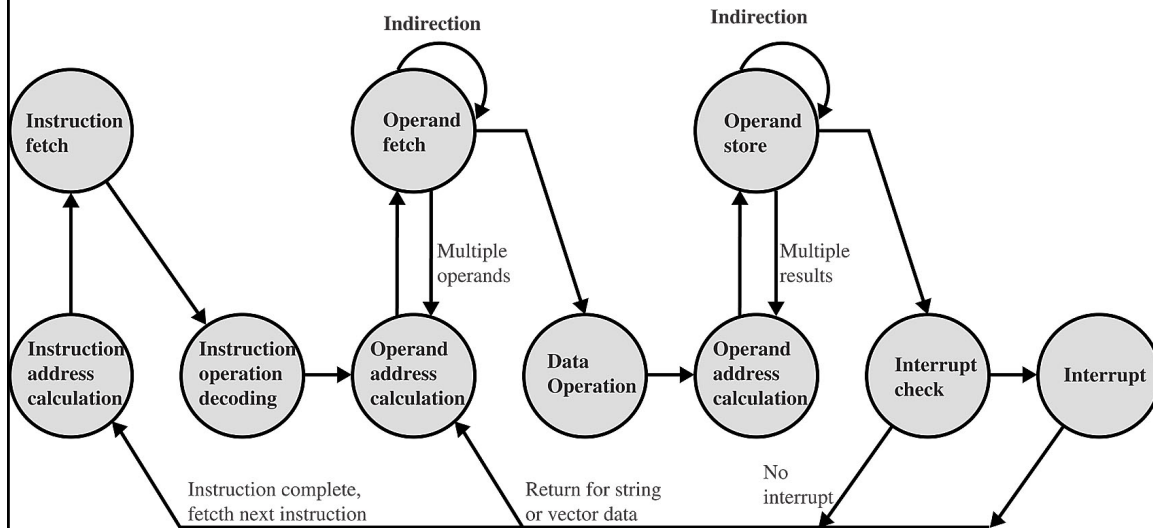 Indirection
Indirection
Instruction
fetch
Operand
fetch
Operand
store
Multiple
operands
Multiple
results
Instruction
address
calculation
Instruction
operation
decoding
Operand
address
calculation
Data
Operation
Operand
address
calculation
Interrupt
check
Interrupt
Instruction complete,
fetcth next instruction
Return for string
or vector data
No
interrupt